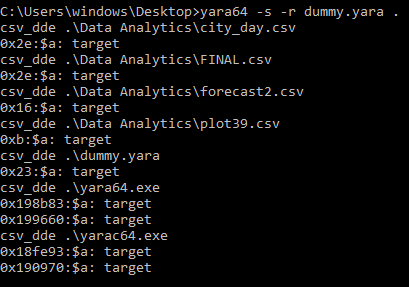 C:\Users\windows\Desktop>yara64 -s -r dummy.yara .
csv_dde .\Data Analytics\city_day.csv
0x2e:$a: target
csv_dde .\Data Analytics\FINAL.csv
0x2e:$a: target
csv_dde .\Data Analytics\forecast2.csv
0x16:$a: target
csv_dde .\Data Analytics\plot39.csv
0xb:$a: target
csv_dde .\dummy.yara
0x23:$a: target
csv_dde .\yara64.exe
0x198b83:$a: target
0x199660:$a: target
csv_dde .\yarac64.exe
0x18fe93:$a: target
0x190970:$a: target